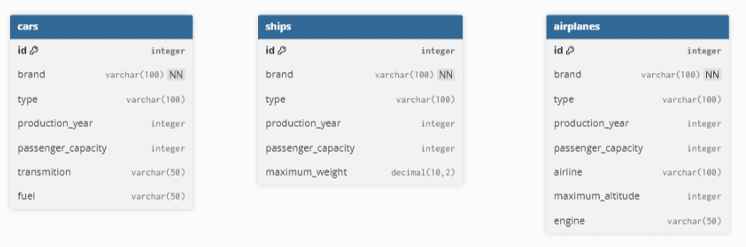 cars
id integer
brand varchar(100) NN
type varchar(100)
production_year integer
passenger_capacity integer
transmition varchar(50)
fuel varchar(50)
ships
id integer
brand varchar(100) NN
type varchar(100)
production_year integer
passenger_capacity integer
maximum_weight decimal(10,2)
airplanes
id integer
brand varchar(100) NN
type varchar(100)
production_year integer
passenger_capacity integer
airline varchar(100)
maximum_altitude integer
engine varchar(50)